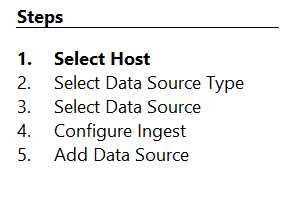 Steps
1. Select Host
2. Select Data Source Type
3. Select Data Source
4. Configure Ingest
5. Add Data Source